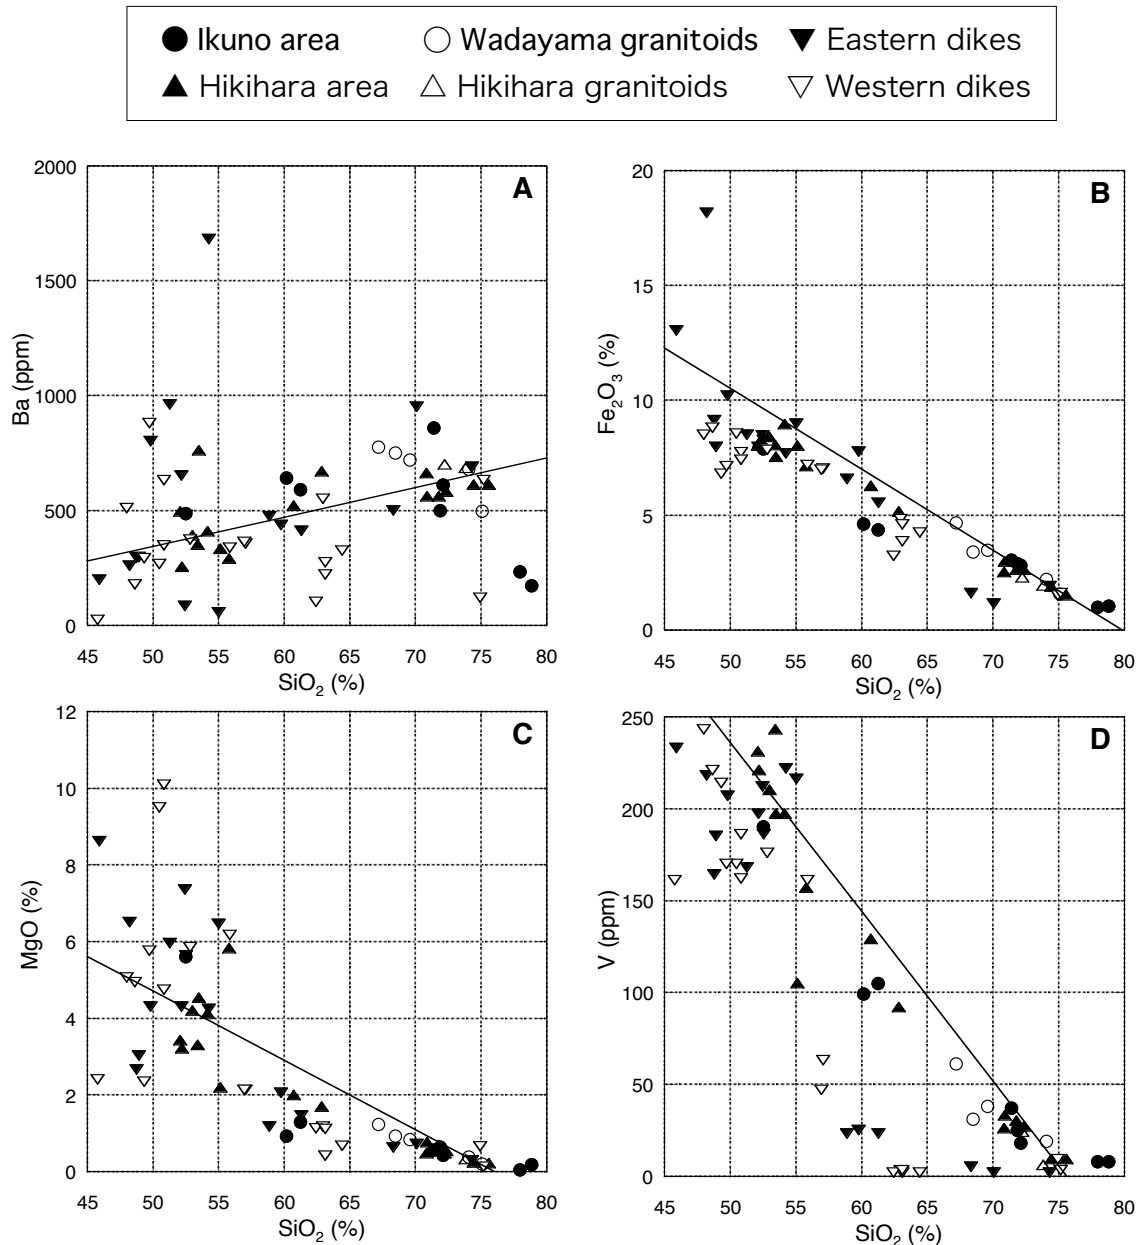 Ikuno area Wadayama granitoids Eastern dikes
Hikihara area Hikihara granitoids Western dikes
A
2000
1500
1000
500
0
Ba (ppm)
45 50 55 60 65 70 75 80
SiO2 (%)
B
20
15
10
5
0
Fe2O3 (%)
45 50 55 60 65 70 75 80
SiO2 (%)
C
12
10
8
6
4
2
0
MgO (%)
45 50 55 60 65 70 75 80
SiO2 (%)
D
250
200
150
100
50
0
V (ppm)
45 50 55 60 65 70 75 80
SiO2 (%)